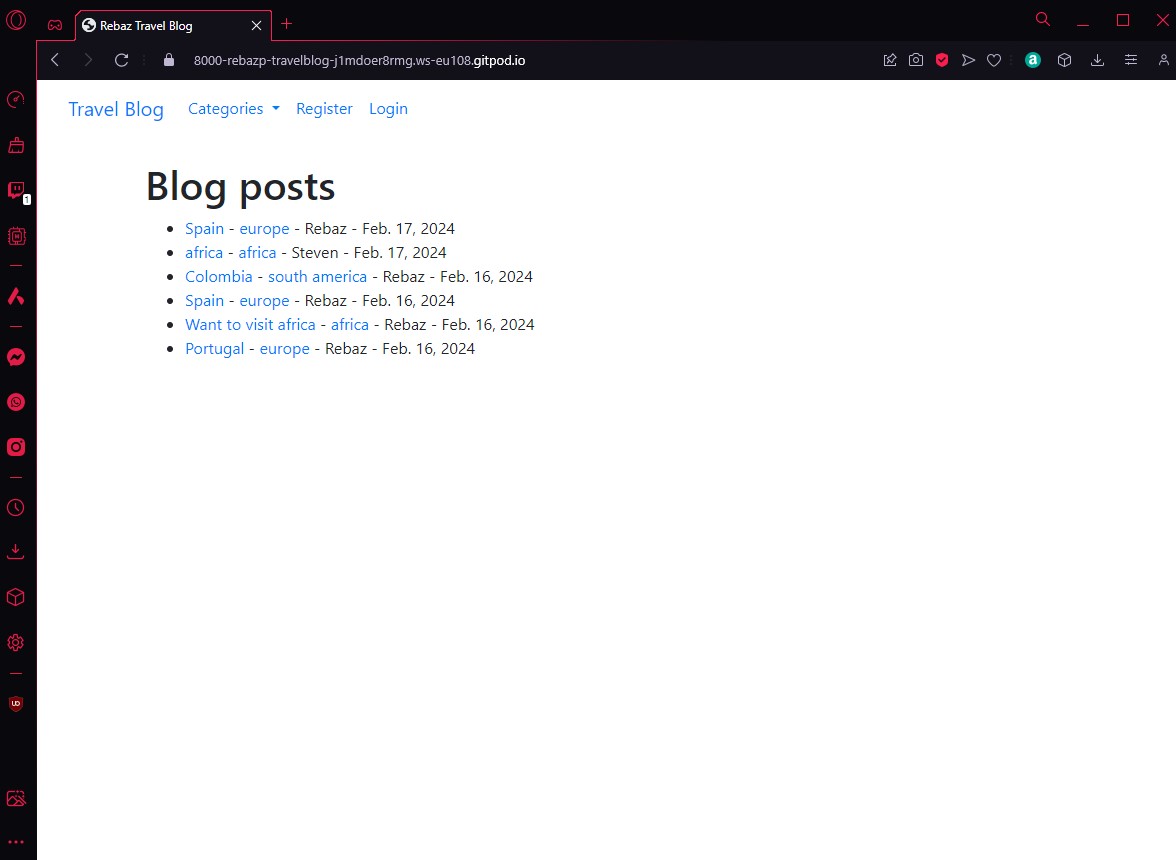 Rebaz Travel Blog
8000-rebazp-travelblog-j1mdoer8rmg.ws-eu108.gitpod.io
a
1
Travel Blog Categories Register Login
Blog posts
Spain - europe - Rebaz - Feb. 17, 2024
africa - africa - Steven - Feb. 17, 2024
Colombia - south america - Rebaz - Feb. 16, 2024
Spain - europe - Rebaz - Feb. 16, 2024
Want to visit africa - africa - Rebaz - Feb. 16, 2024
Portugal - europe - Rebaz - Feb. 16, 2024